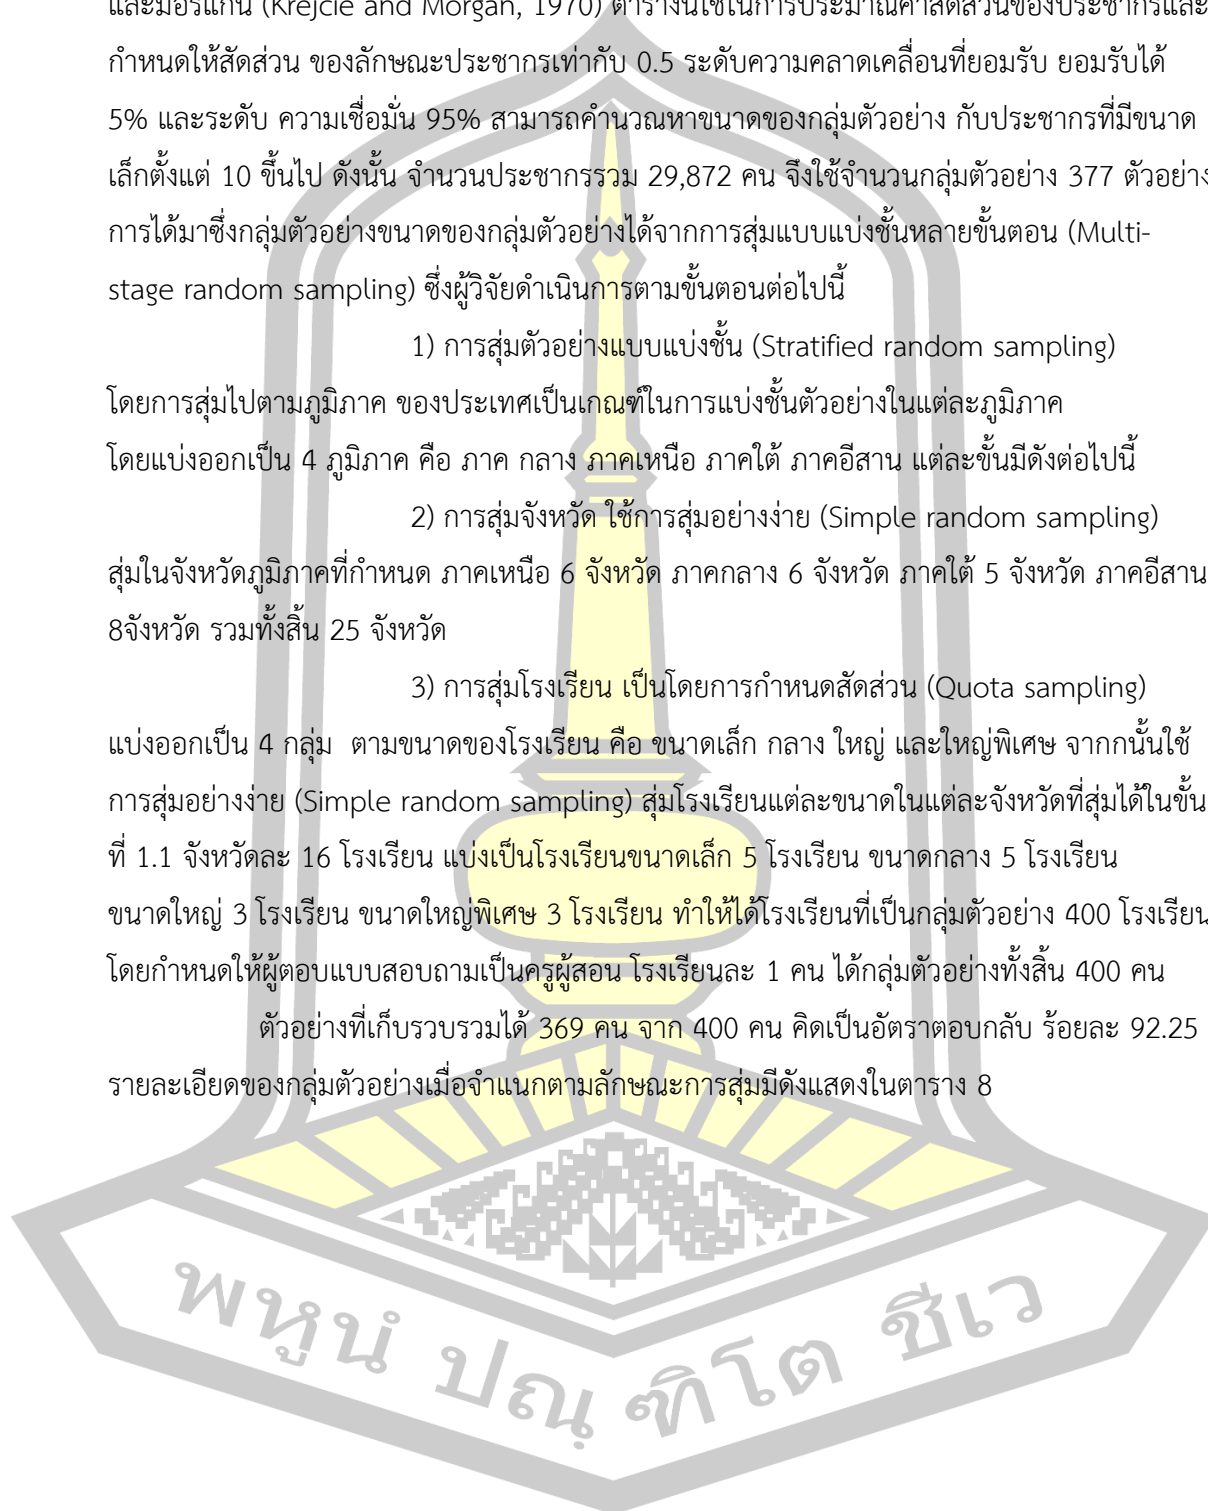 และมอร์แกน (Krejcie and Morgan, 1970) ตารางนี้ใช้ในการประมาณค่าสัดส่วนของประชากรและ
กำหนดให้สัดส่วน ของลักษณะประชากรเท่ากับ 0.5 ระดับความคลาดเคลื่อนที่ยอมรับ ยอมรับได้
5% และระดับ ความเชื่อมั่น 95% สามารถคำนวณหาขนาดของกลุ่มตัวอย่าง กับประชากรที่มีขนาด
เล็กตั้งแต่ 10 ขึ้นไป ดังนั้น จำนวนประชากรรวม 29,872 คน จึงใช้จำนวนกลุ่มตัวอย่าง 377 ตัวอย่าง
การได้มาซึ่งกลุ่มตัวอย่างขนาดของกลุ่มตัวอย่างได้จากการสุ่มแบบแบ่งชั้นหลายขั้นตอน (Multi-
stage random sampling) ซึ่งผู้วิจัยดำเนินการตามขั้นตอนต่อไปนี้
1) การสุ่มตัวอย่างแบบแบ่งชั้น (Stratified random sampling)
โดยการสุ่มไปตามภูมิภาค ของประเทศเป็นเกณฑ์ในการแบ่งชั้นตัวอย่างในแต่ละภูมิภาค
โดยแบ่งออกเป็น 4 ภูมิภาค คือ ภาค กลาง ภาคเหนือ ภาคใต้ ภาคอีสาน แต่ละขั้นมีดังต่อไปนี้
2) การสุ่มจังหวัด ใช้การสุ่มอย่างง่าย (Simple random sampling)
สุ่มในจังหวัดภูมิภาคที่กำหนด ภาคเหนือ 6 จังหวัด ภาคกลาง 6 จังหวัด ภาคใต้ 5 จังหวัด ภาคอีสาน
8จังหวัด รวมทั้งสิ้น 25 จังหวัด
3) การสุ่มโรงเรียน เป็นโดยการกำหนดสัดส่วน (Quota sampling)
แบ่งออกเป็น 4 กลุ่ม  ตามขนาดของโรงเรียน คือ ขนาดเล็ก กลาง ใหญ่ และใหญ่พิเศษ จากกนั้นใช้
การสุ่มอย่างง่าย (Simple random sampling) สุ่มโรงเรียนแต่ละขนาดในแต่ละจังหวัดที่สุ่มได้ในขั้น
ที่ 1.1 จังหวัดละ 16 โรงเรียน แบ่งเป็นโรงเรียนขนาดเล็ก 5 โรงเรียน ขนาดกลาง 5 โรงเรียน
ขนาดใหญ่ 3 โรงเรียน ขนาดใหญ่พิเศษ 3 โรงเรียน ทำให้ได้โรงเรียนที่เป็นกลุ่มตัวอย่าง 400 โรงเรียน
โดยกำหนดให้ผู้ตอบแบบสอบถามเป็นครูผู้สอน โรงเรียนละ 1 คน ได้กลุ่มตัวอย่างทั้งสิ้น 400 คน
ตัวอย่างที่เก็บรวบรวมได้ 369 คน จาก 400 คน คิดเป็นอัตราตอบกลับ ร้อยละ 92.25
รายละเอียดของกลุ่มตัวอย่างเมื่อจำแนกตามลักษณะการสุ่มมีดังแสดงในตาราง 8
พหูนํ ปณฺ ฑิโต ชีเว